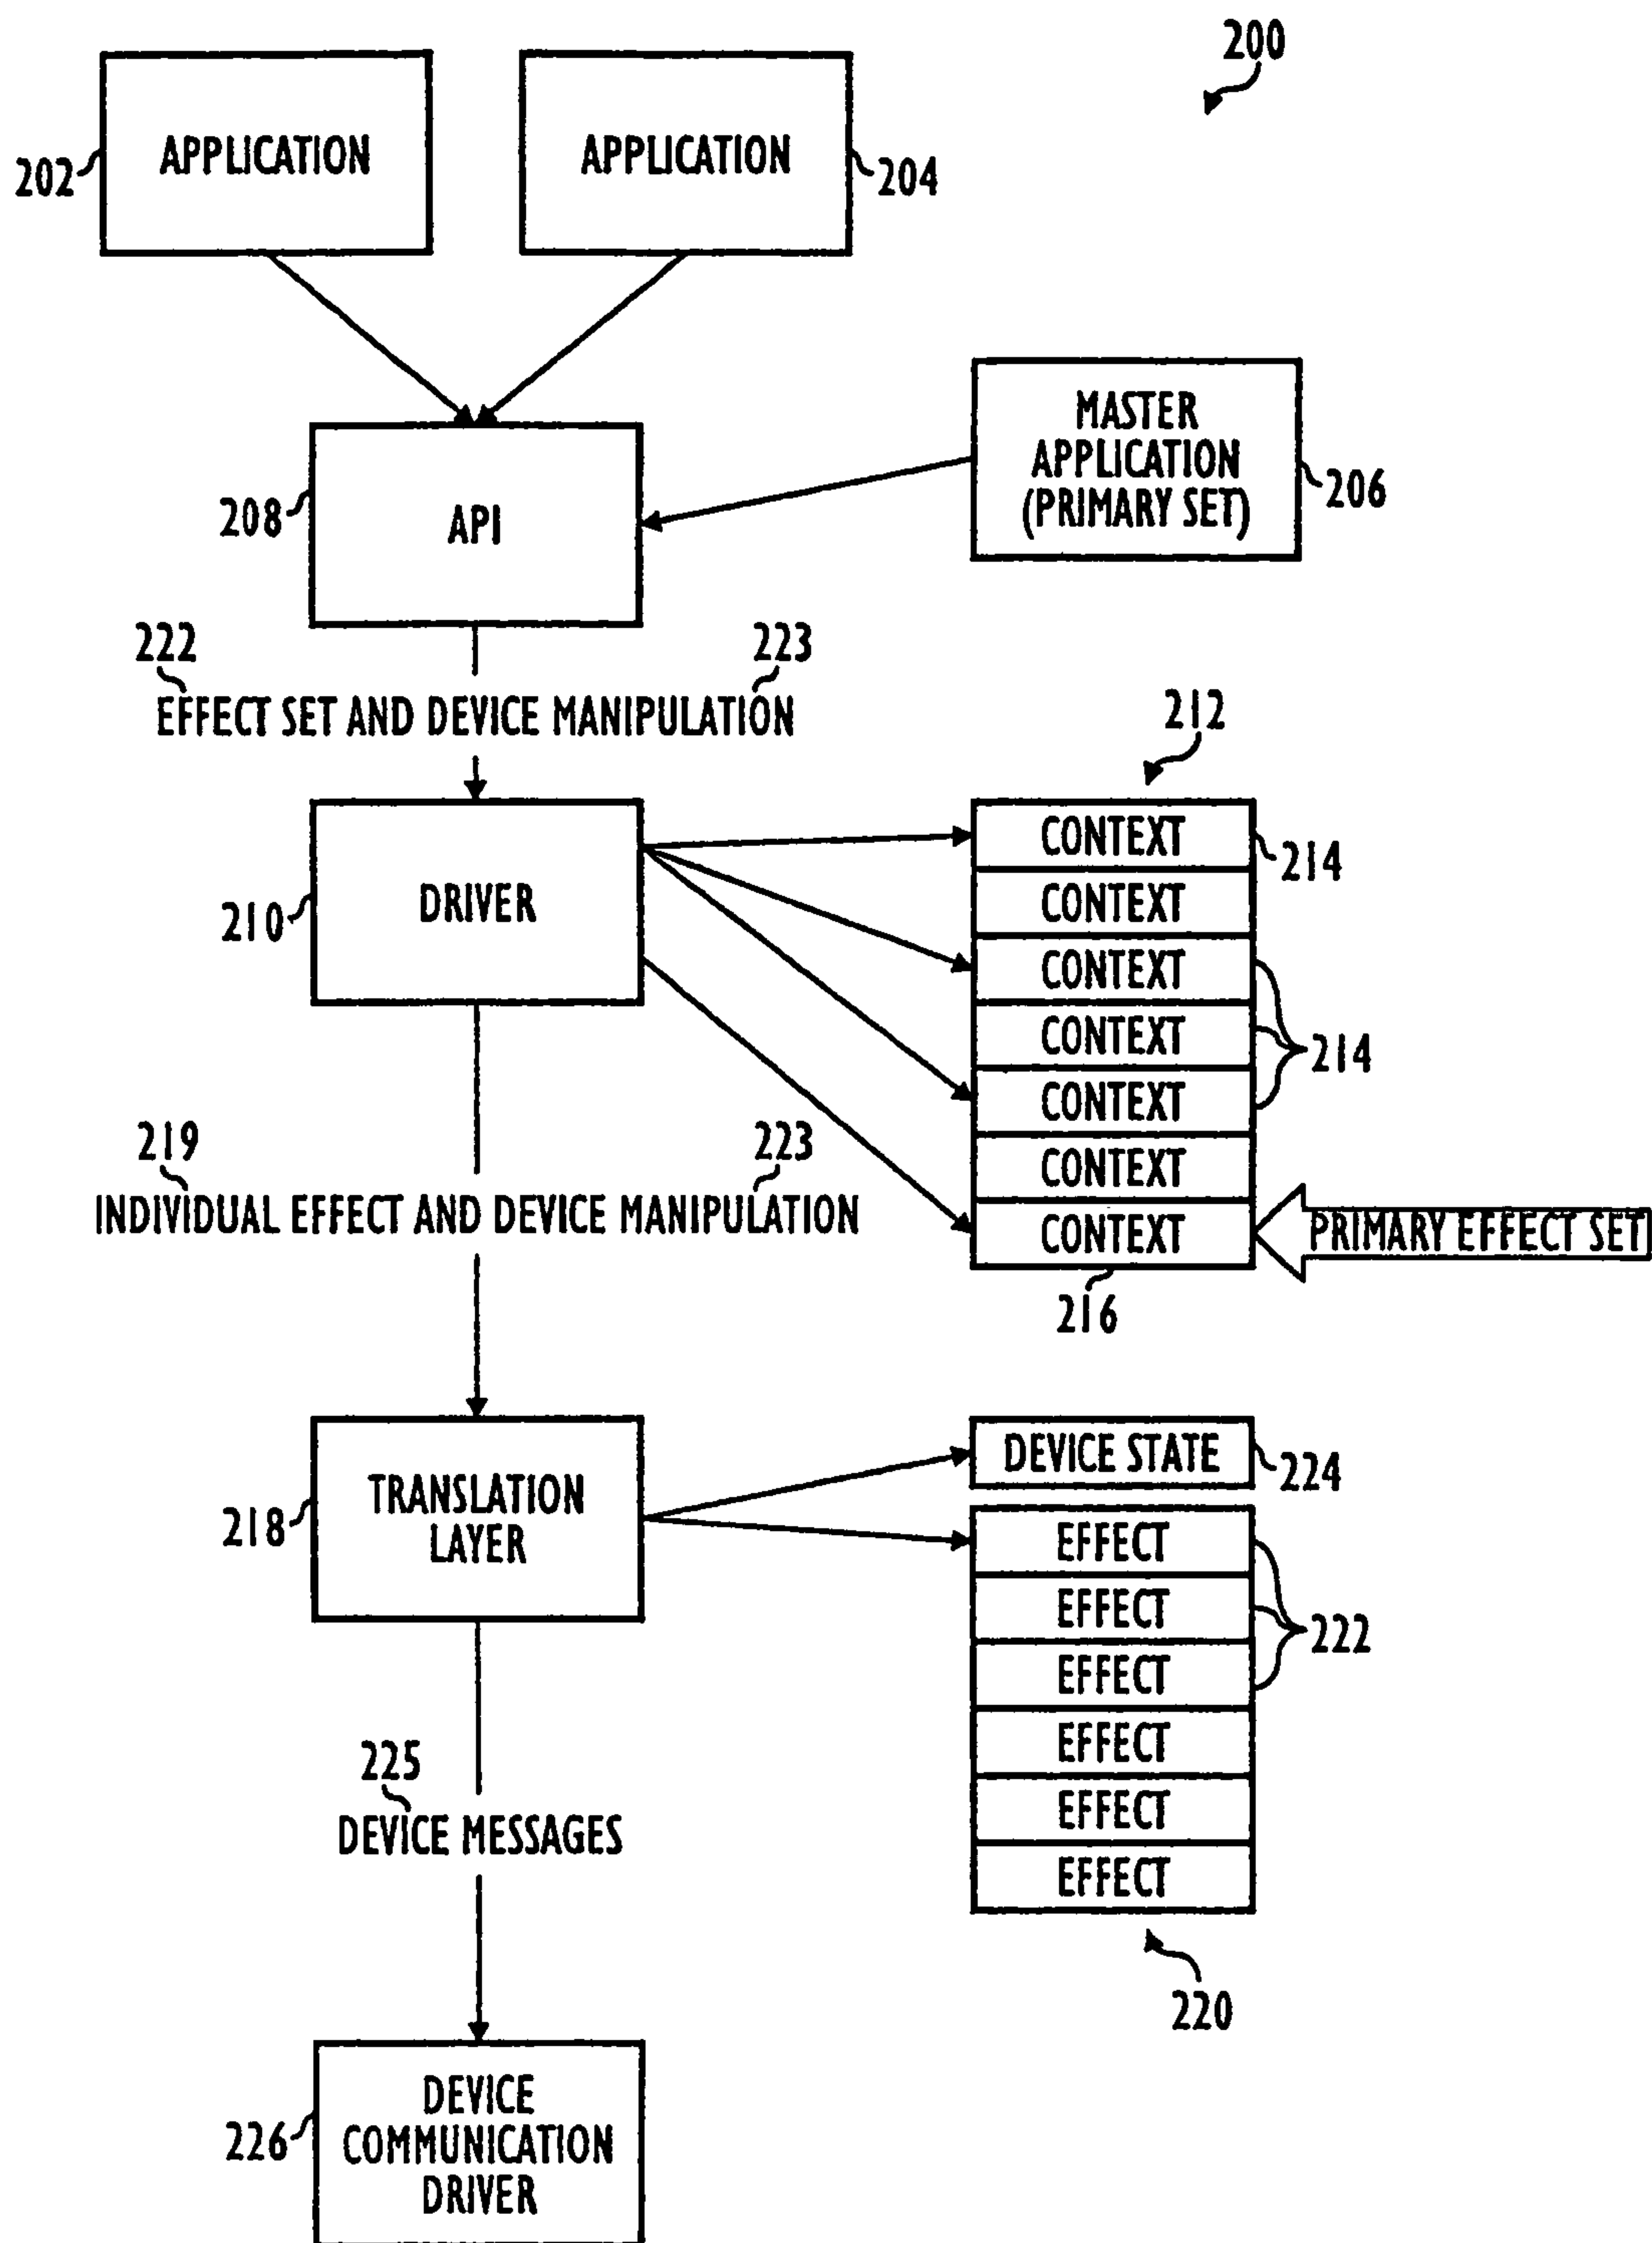 200
APPLICATION
APPLICATION
202
204
MASTER
APPLICATION
(PRIMARY SET)
206
208
API
222
223
EFFECT SET AND DEVICE MANIPULATION
212
210
DRIVER
CONTEXT
214
CONTEXT
CONTEXT
CONTEXT
214
CONTEXT
CONTEXT
CONTEXT
PRIMARY EFFECT SET
216
219
223
INDIVIDUAL EFFECT AND DEVICE MANIPULATION
218
TRANSLATION
LAYER
DEVICE STATE
224
EFFECT
EFFECT
222
EFFECT
EFFECT
EFFECT
EFFECT
220
225
DEVICE MESSAGES
226
DEVICE
COMMUNICATION
DRIVER